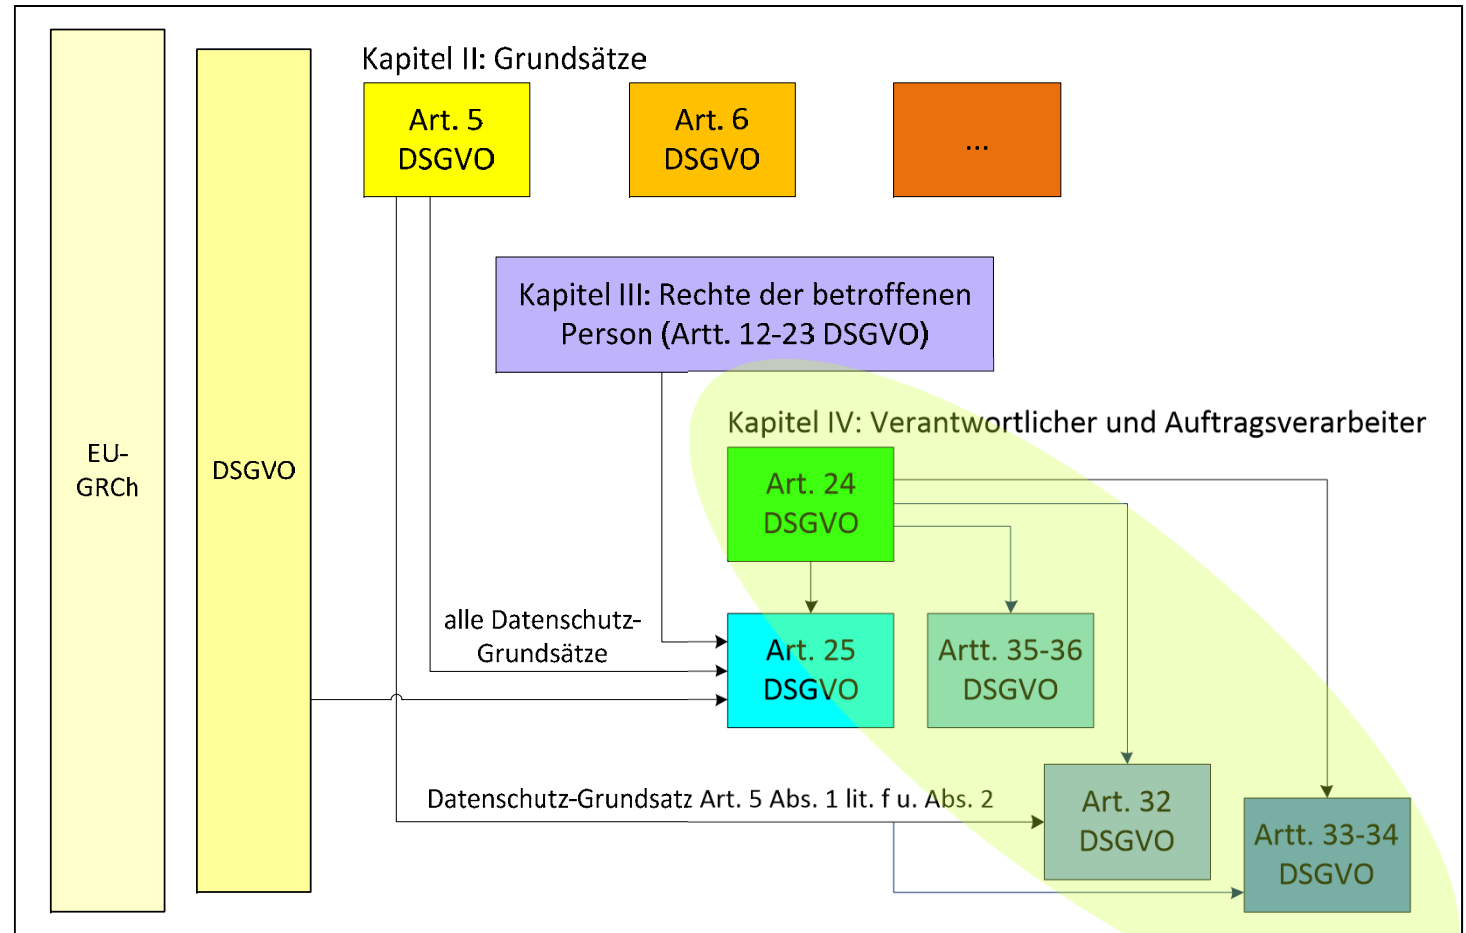 EU-
GRCh
DSGVO
Kapitel II: Grundsätze
Art. 5
DSGVO
Art. 6
DSGVO
...
Kapitel III: Rechte der betroffenen
Person (Artt. 12-23 DSGVO)
Kapitel IV: Verantwortlicher und Auftragsverarbeiter
Art. 24
DSGVO
alle Datenschutz-
Grundsätze
Art. 25
DSGVO
Artt. 35-36
DSGVO
Datenschutz-Grundsatz Art. 5 Abs. 1 lit. f u. Abs. 2
Art. 32
DSGVO
Artt. 33-34
DSGVO